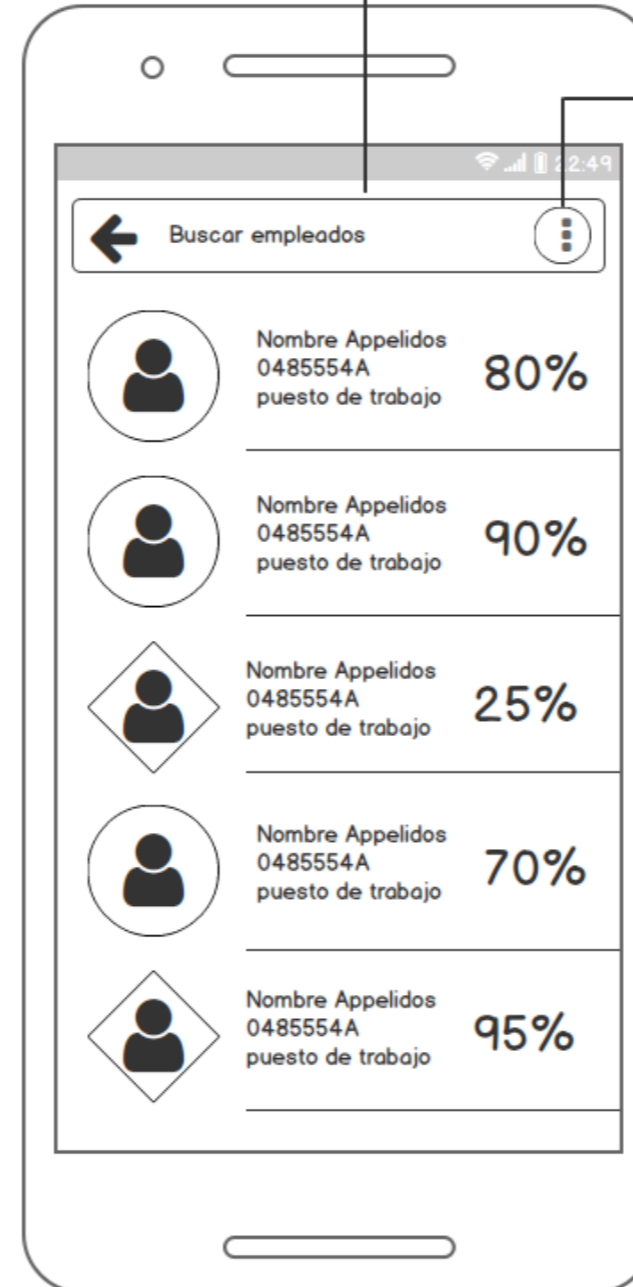 22:49
Buscar empleados
Nombre Appelidos
0485554A
puesto de trabajo
80%
Nombre Appelidos
0485554A
puesto de trabajo
90%
Nombre Appelidos
0485554A
puesto de trabajo
25%
Nombre Appelidos
0485554A
puesto de trabajo
70%
Nombre Appelidos
0485554A
puesto de trabajo
95%